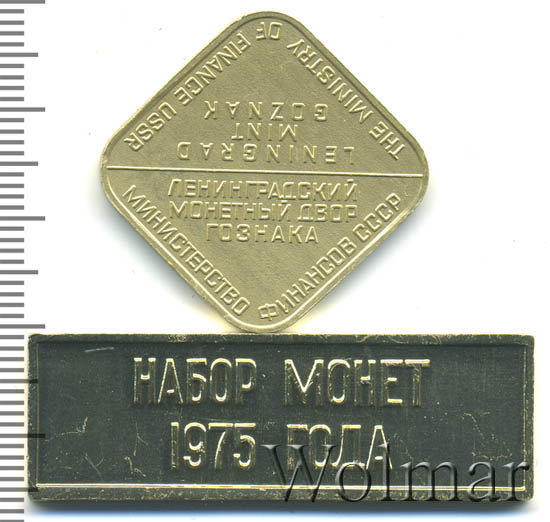 THE MINISTRY OF FINANCE USSR
LENINGRAD
MINT
GOZNAK
ЛЕНИНГРАДСКИЙ
МОНЕТНЫЙ ДВОР
ГОЗНАКА
МИНИСТЕРСТВО ФИНАНСОВ СССР
НАБОР МОНЕТ
1975 ГОДА
Wolmar